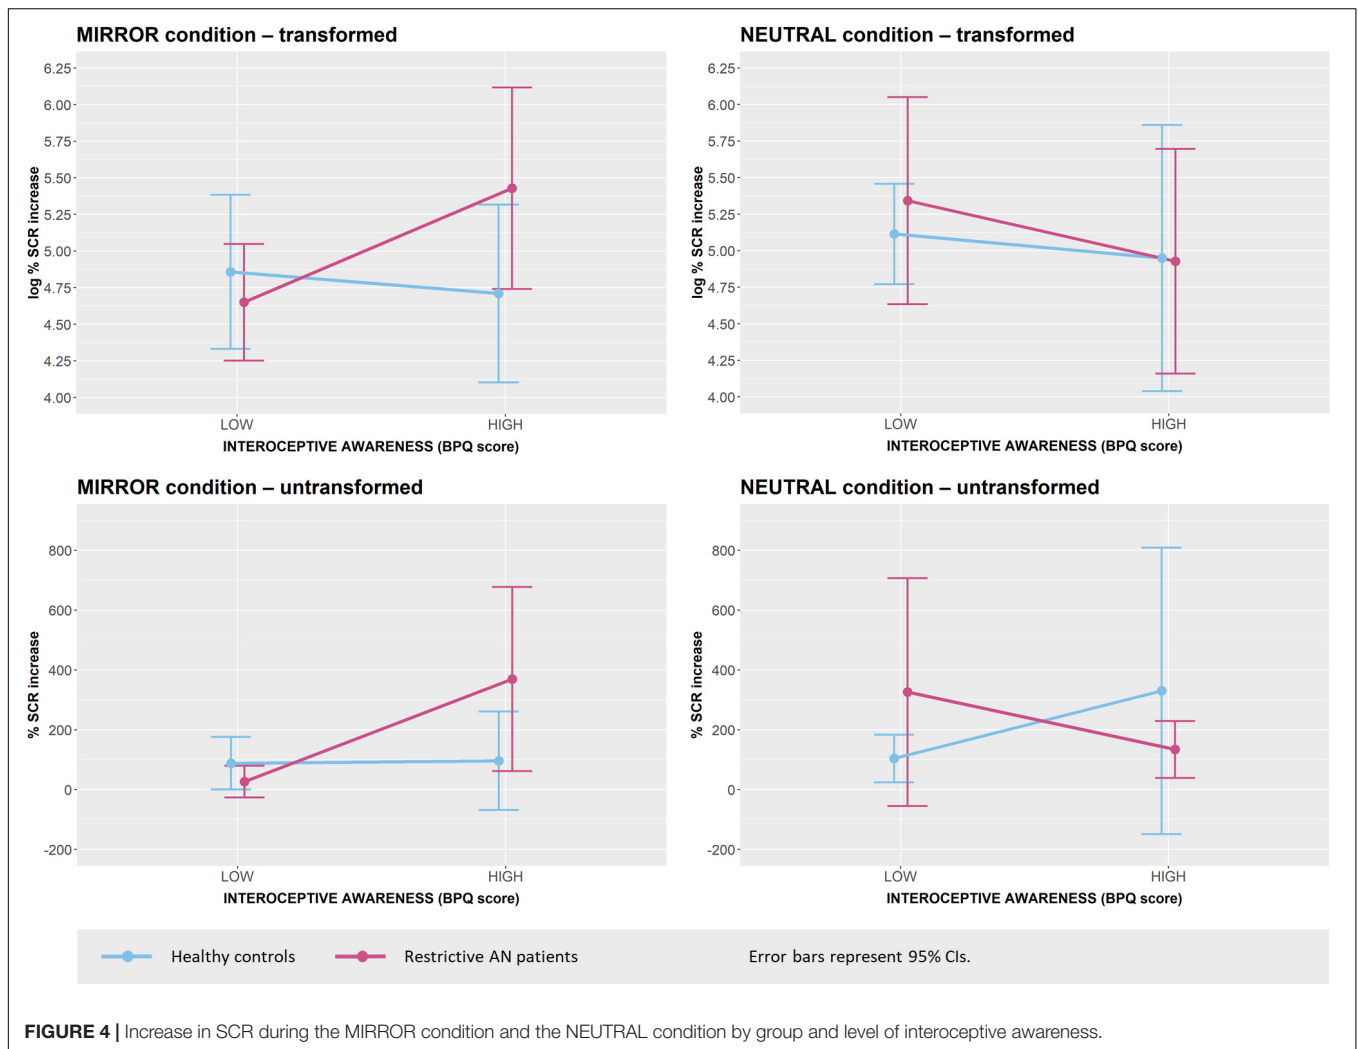 MIRROR condition – transformed
6.25
6.00
5.75
5.50
5.25
5.00
4.75
4.50
4.25
4.00
log % SCR increase
LOW
HIGH
INTEROCEPTIVE AWARENESS (BPQ score)
NEUTRAL condition – transformed
6.25
6.00
5.75
5.50
5.25
5.00
4.75
4.50
4.25
4.00
log % SCR increase
LOW
HIGH
INTEROCEPTIVE AWARENESS (BPQ score)
MIRROR condition – untransformed
800
600
400
200
0
-200
% SCR increase
LOW
HIGH
INTEROCEPTIVE AWARENESS (BPQ score)
NEUTRAL condition – untransformed
800
600
400
200
0
-200
% SCR increase
LOW
HIGH
INTEROCEPTIVE AWARENESS (BPQ score)
Healthy controls
Restrictive AN patients
Error bars represent 95% CIs.
FIGURE 4 | Increase in SCR during the MIRROR condition and the NEUTRAL condition by group and level of interoceptive awareness.